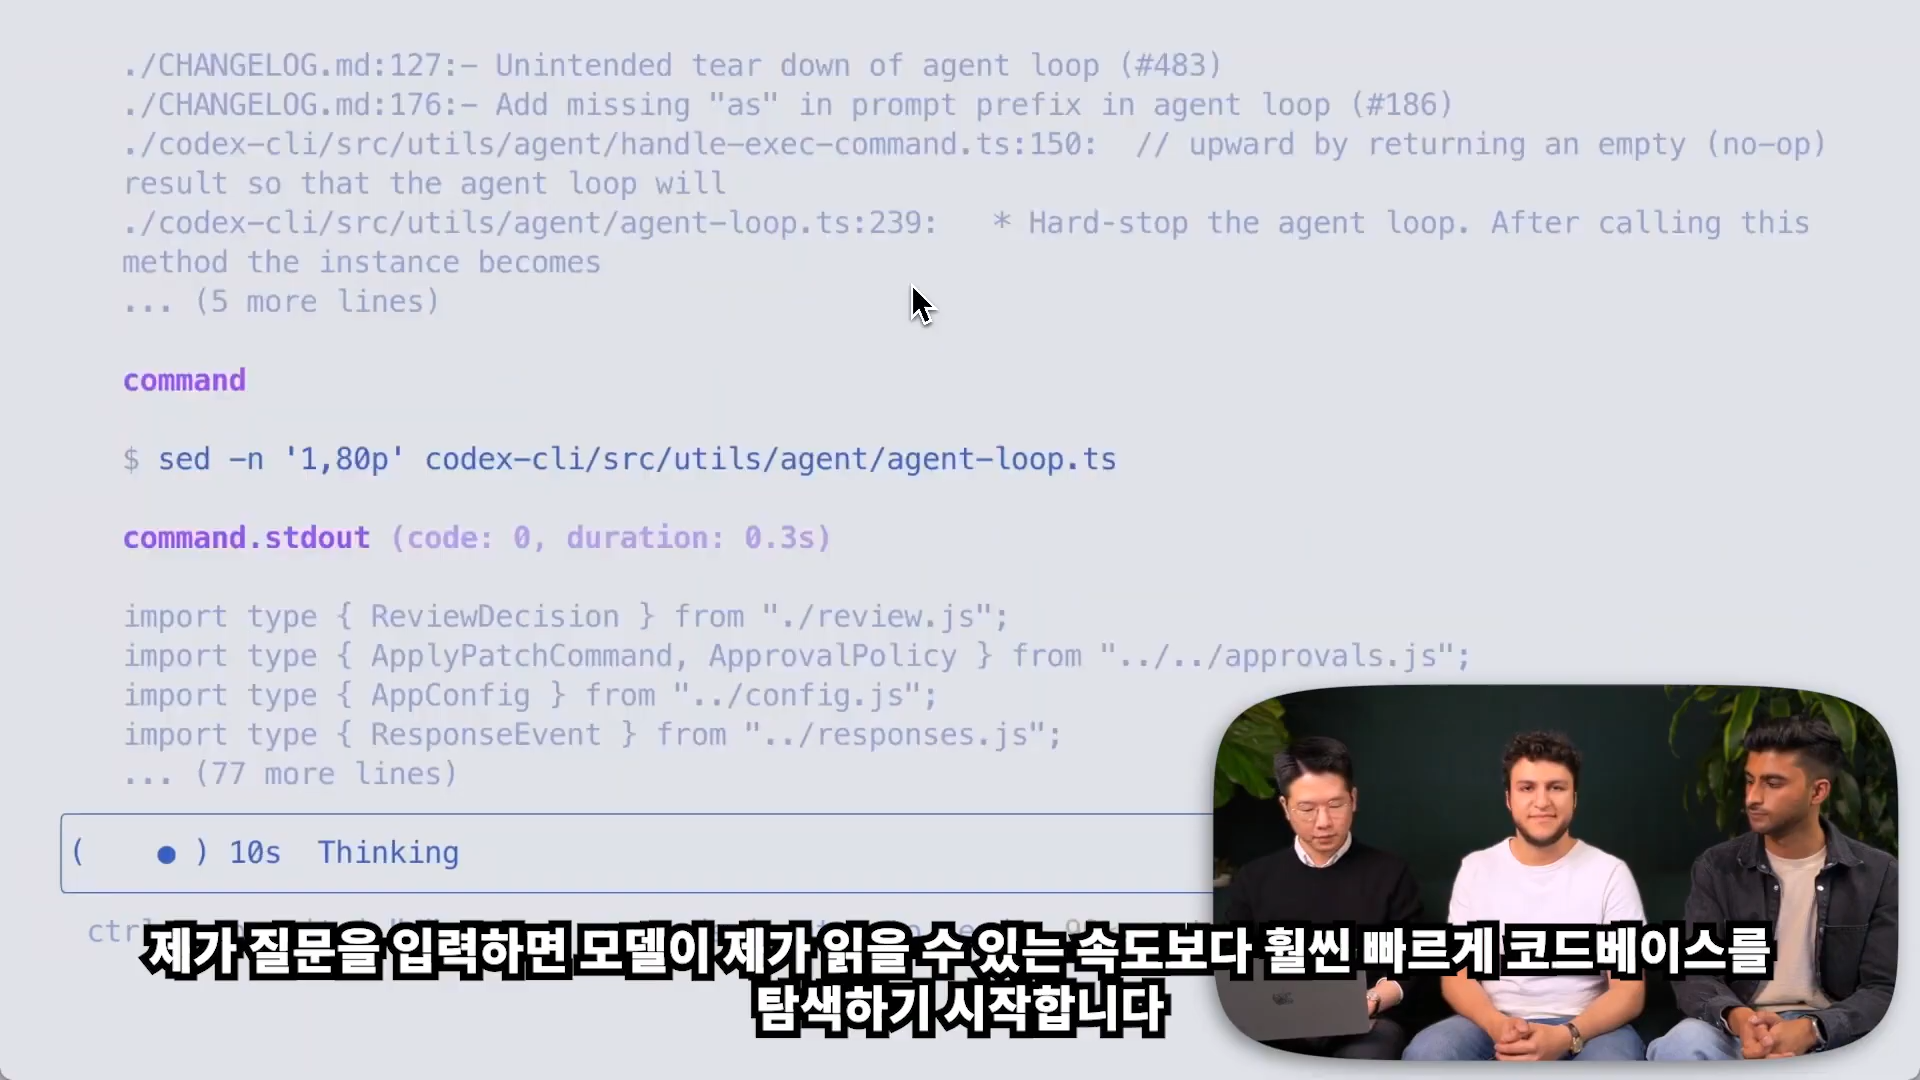 ./CHANGELOG.md:127:- Unintended tear down of agent loop (#483)
./CHANGELOG.md:176:- Add missing "as" in prompt prefix in agent loop (#186)
./codex-cli/src/utils/agent/handle-exec-command.ts:150:  // upward by returning an empty (no-op)
result so that the agent loop will
./codex-cli/src/utils/agent/agent-loop.ts:239:   * Hard-stop the agent loop. After calling this
method the instance becomes
... (5 more lines)
command
$ sed -n '1,80p' codex-cli/src/utils/agent/agent-loop.ts
command.stdout (code: 0, duration: 0.3s)
import type { ReviewDecision } from "./review.js";
import type { ApplyPatchCommand, ApprovalPolicy } from "../../approvals.js";
import type { AppConfig } from "../config.js";
import type { ResponseEvent } from "../responses.js";
... (77 more lines)
( ● ) 10s Thinking
제가 질문을 입력하면 모델이 제가 읽을 수 있는 속도보다 훨씬 빠르게 코드베이스를
탐색하기 시작합니다